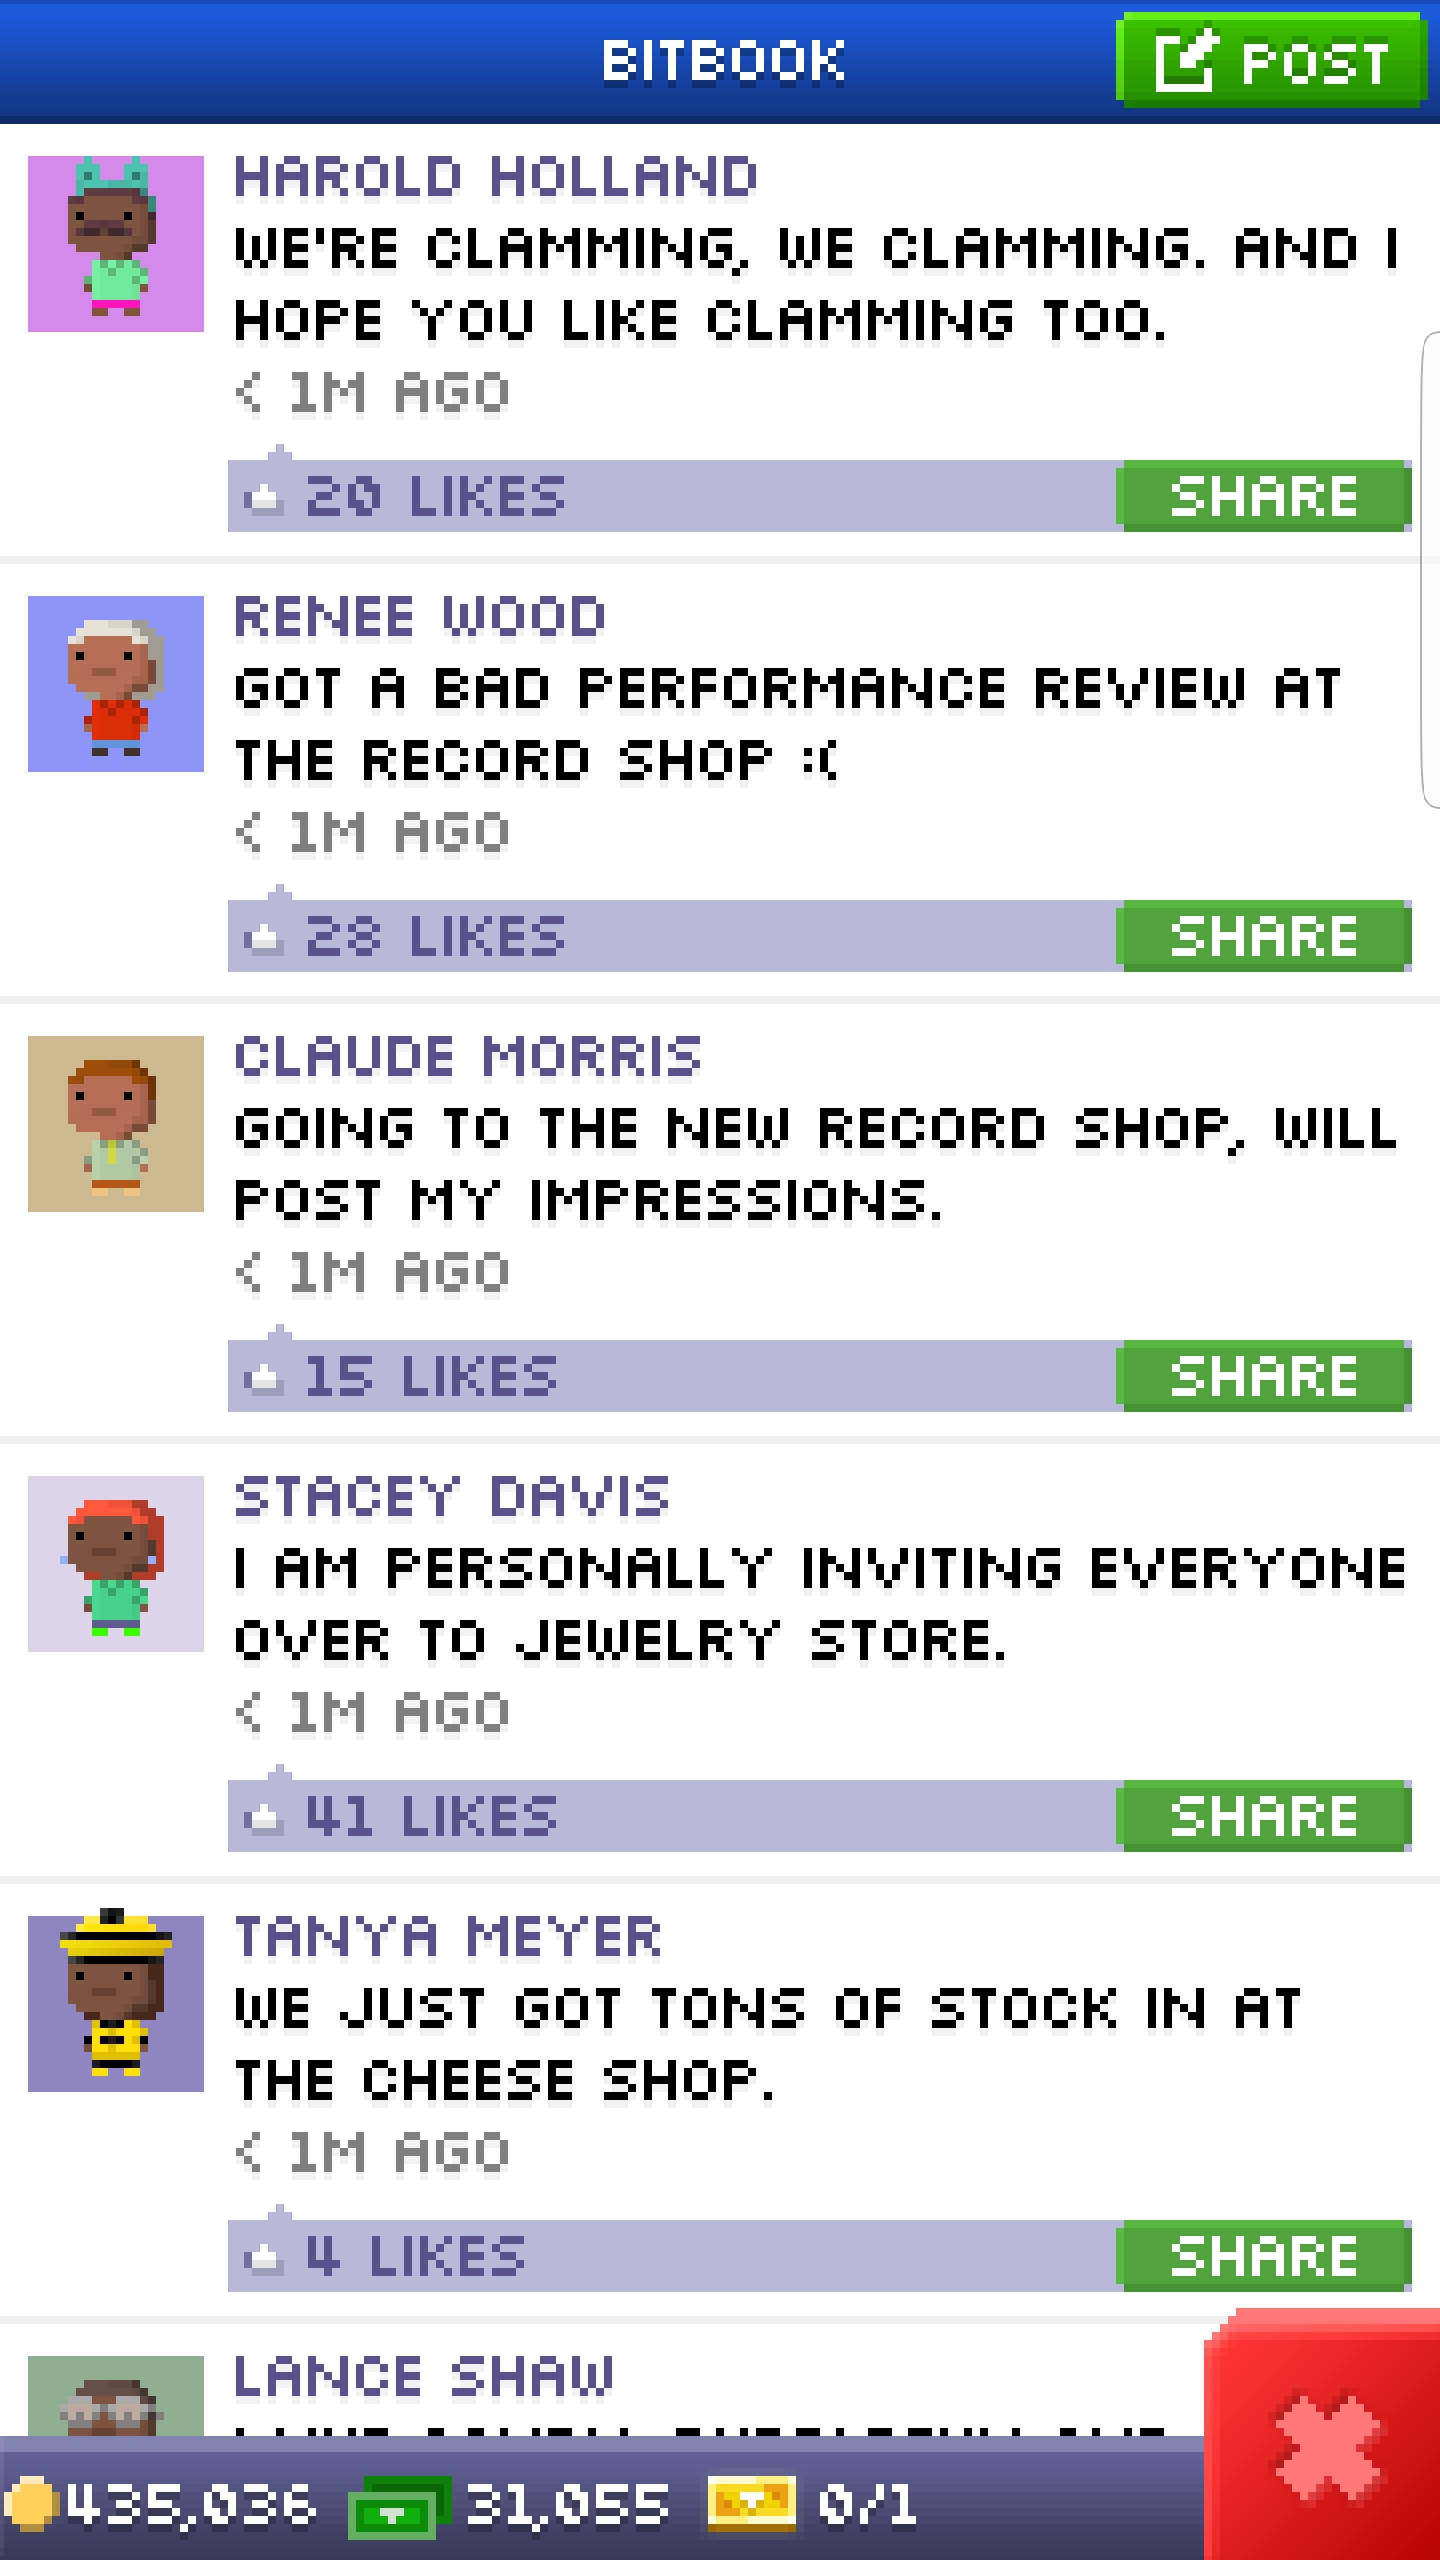 BITBOOK
POST
HAROLD HOLLAND
WE'RE CLAMMING, WE CLAMMING. AND I
HOPE YOU LIKE CLAMMING TOO.
< 1M AGO
20 LIKES
SHARE
RENEE WOOD
GOT A BAD PERFORMANCE REVIEW AT
THE RECORD SHOP :(
< 1M AGO
28 LIKES
SHARE
CLAUDE MORRIS
GOING TO THE NEW RECORD SHOP, WILL
POST MY IMPRESSIONS.
< 1M AGO
15 LIKES
SHARE
STACEY DAVIS
I AM PERSONALLY INVITING EVERYONE
OVER TO JEWELRY STORE.
< 1M AGO
41 LIKES
SHARE
TANYA MEYER
WE JUST GOT TONS OF STOCK IN AT
THE CHEESE SHOP.
< 1M AGO
4 LIKES
SHARE
LANCE SHAW
435,036
31,055
0/1